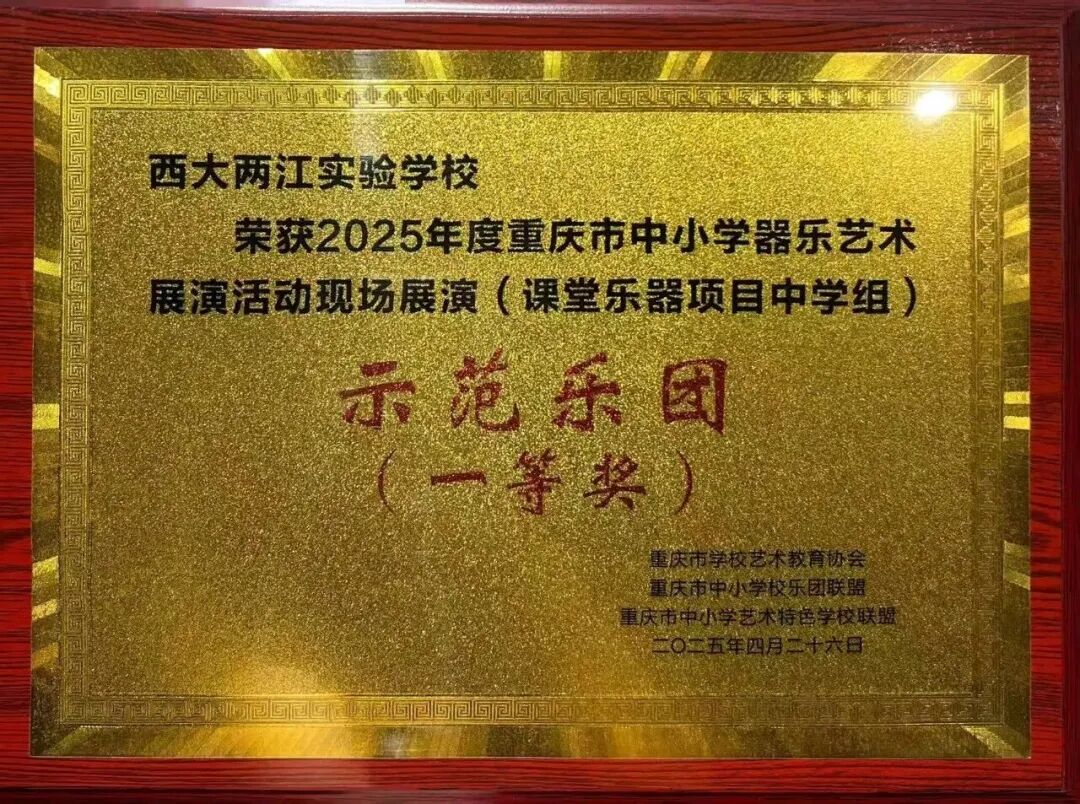 西大两江实验学校
荣获2025年度重庆市中小学器乐艺术
展演活动现场展演（课堂乐器项目中学组）
示范乐团
（一等奖）
重庆市学校艺术教育协会
重庆市中小学校乐团联盟
重庆市中小学艺术特色学校联盟
二〇二五年四月二十六日